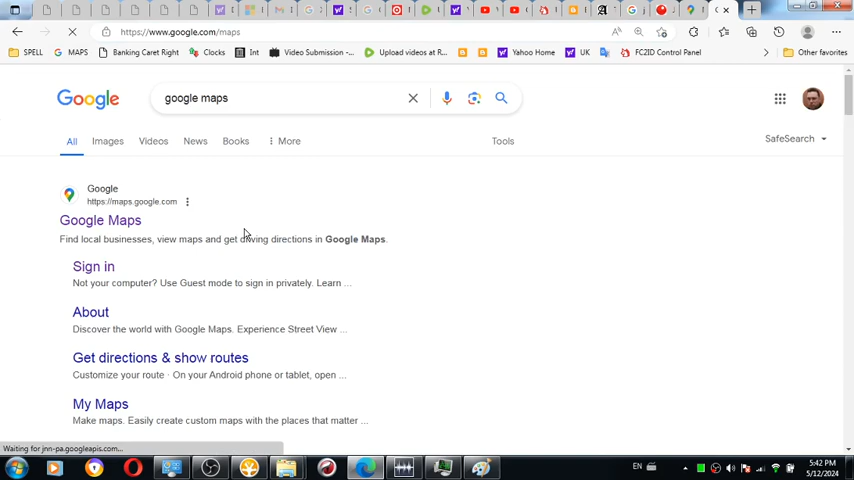 https://www.google.com/maps
SPELL MAPS Banking Caret Right Clocks Int Video Submission -... Upload videos at R... Yahoo Home UK FC2ID Control Panel Other favorites
Google google maps
All Images Videos News Books More Tools SafeSearch
Google
https://maps.google.com
Google Maps
Find local businesses, view maps and get driving directions in Google Maps.
Sign in
Not your computer? Use Guest mode to sign in privately. Learn ...
About
Discover the world with Google Maps. Experience Street View ...
Get directions & show routes
Customize your route · On your Android phone or tablet, open ...
My Maps
Make maps. Easily create custom maps with the places that matter ...
Waiting for jnn-pa.googleapis.com...
EN
5:42 PM
5/12/2024